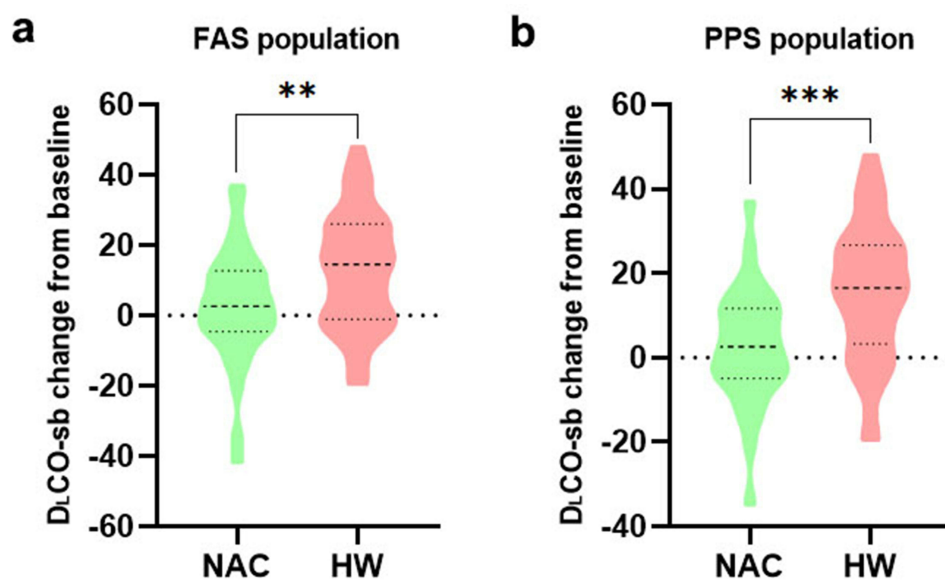 a
FAS population
**
DLCO-sb change from baseline
60
40
20
0
-20
-40
-60
NAC
HW
b
PPS population
***
DLCO-sb change from baseline
60
40
20
0
-20
-40
NAC
HW